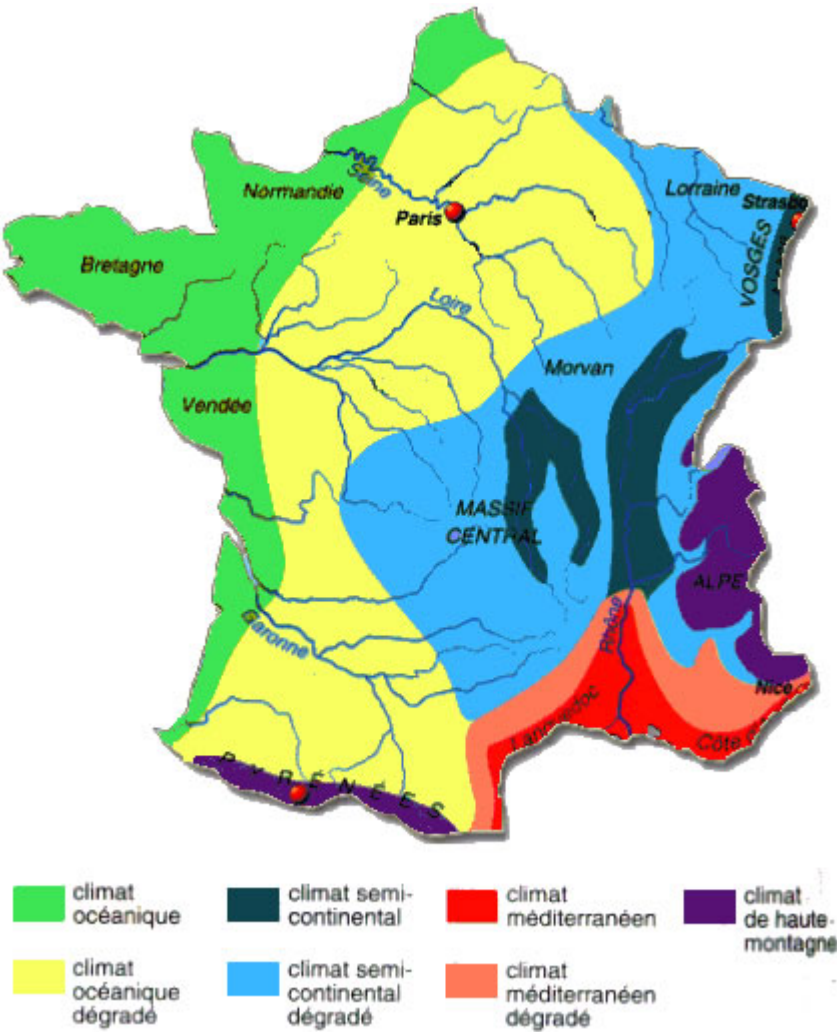 Normandie
Seine
Paris
Lorraine
Strasbo
VOSGES
Bretagne
Loire
Morvan
Vendée
MASSIF
CENTRAL
ALPE
Garonne
Rhône
Nice
Languedoc
Côte
PYRÉNÉES
climat
océanique
climat semi-
continental
climat
méditerranéen
climat
de haute-
montagne
climat
océanique
dégradé
climat semi-
continental
dégradé
climat
méditerranéen
dégradé